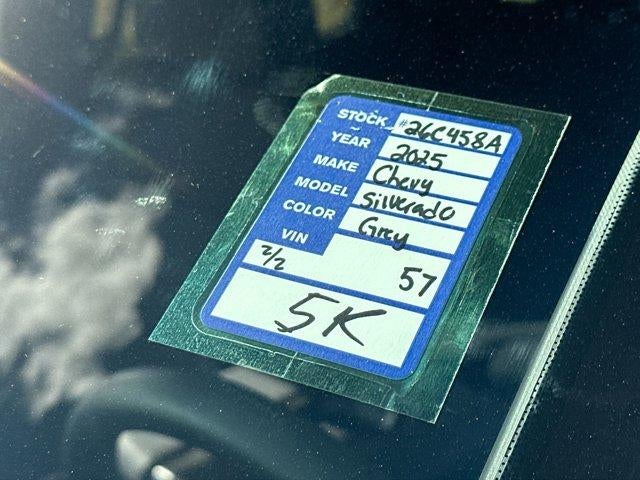 STOCK #26C458A
YEAR 2025
MAKE Chevy
MODEL Silverado
COLOR Grey
VIN
2/2 57
5K